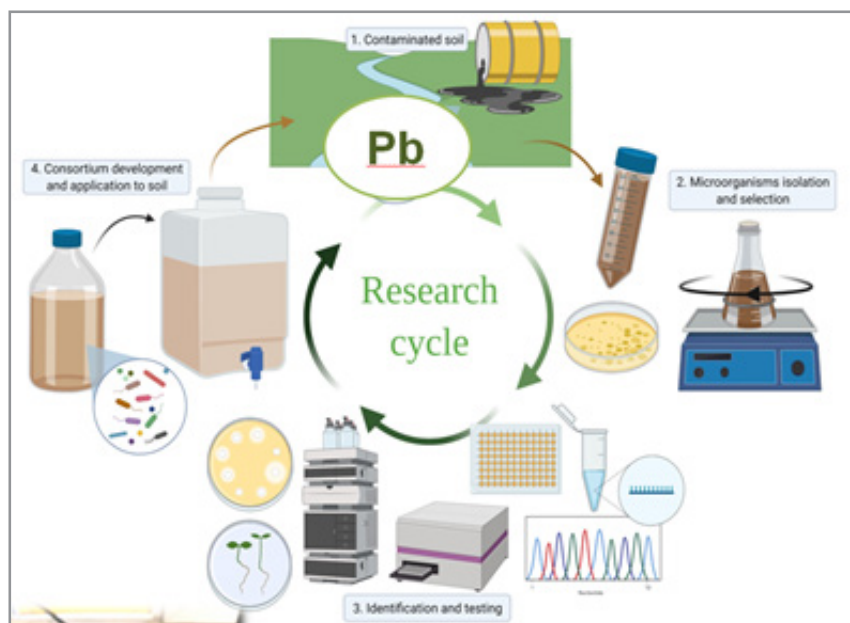 1. Contaminated soil
Pb
4. Consortium development
and application to soil
2. Microorganisms isolation
and selection
Research
cycle
Nucleotide
3. Identification and testing